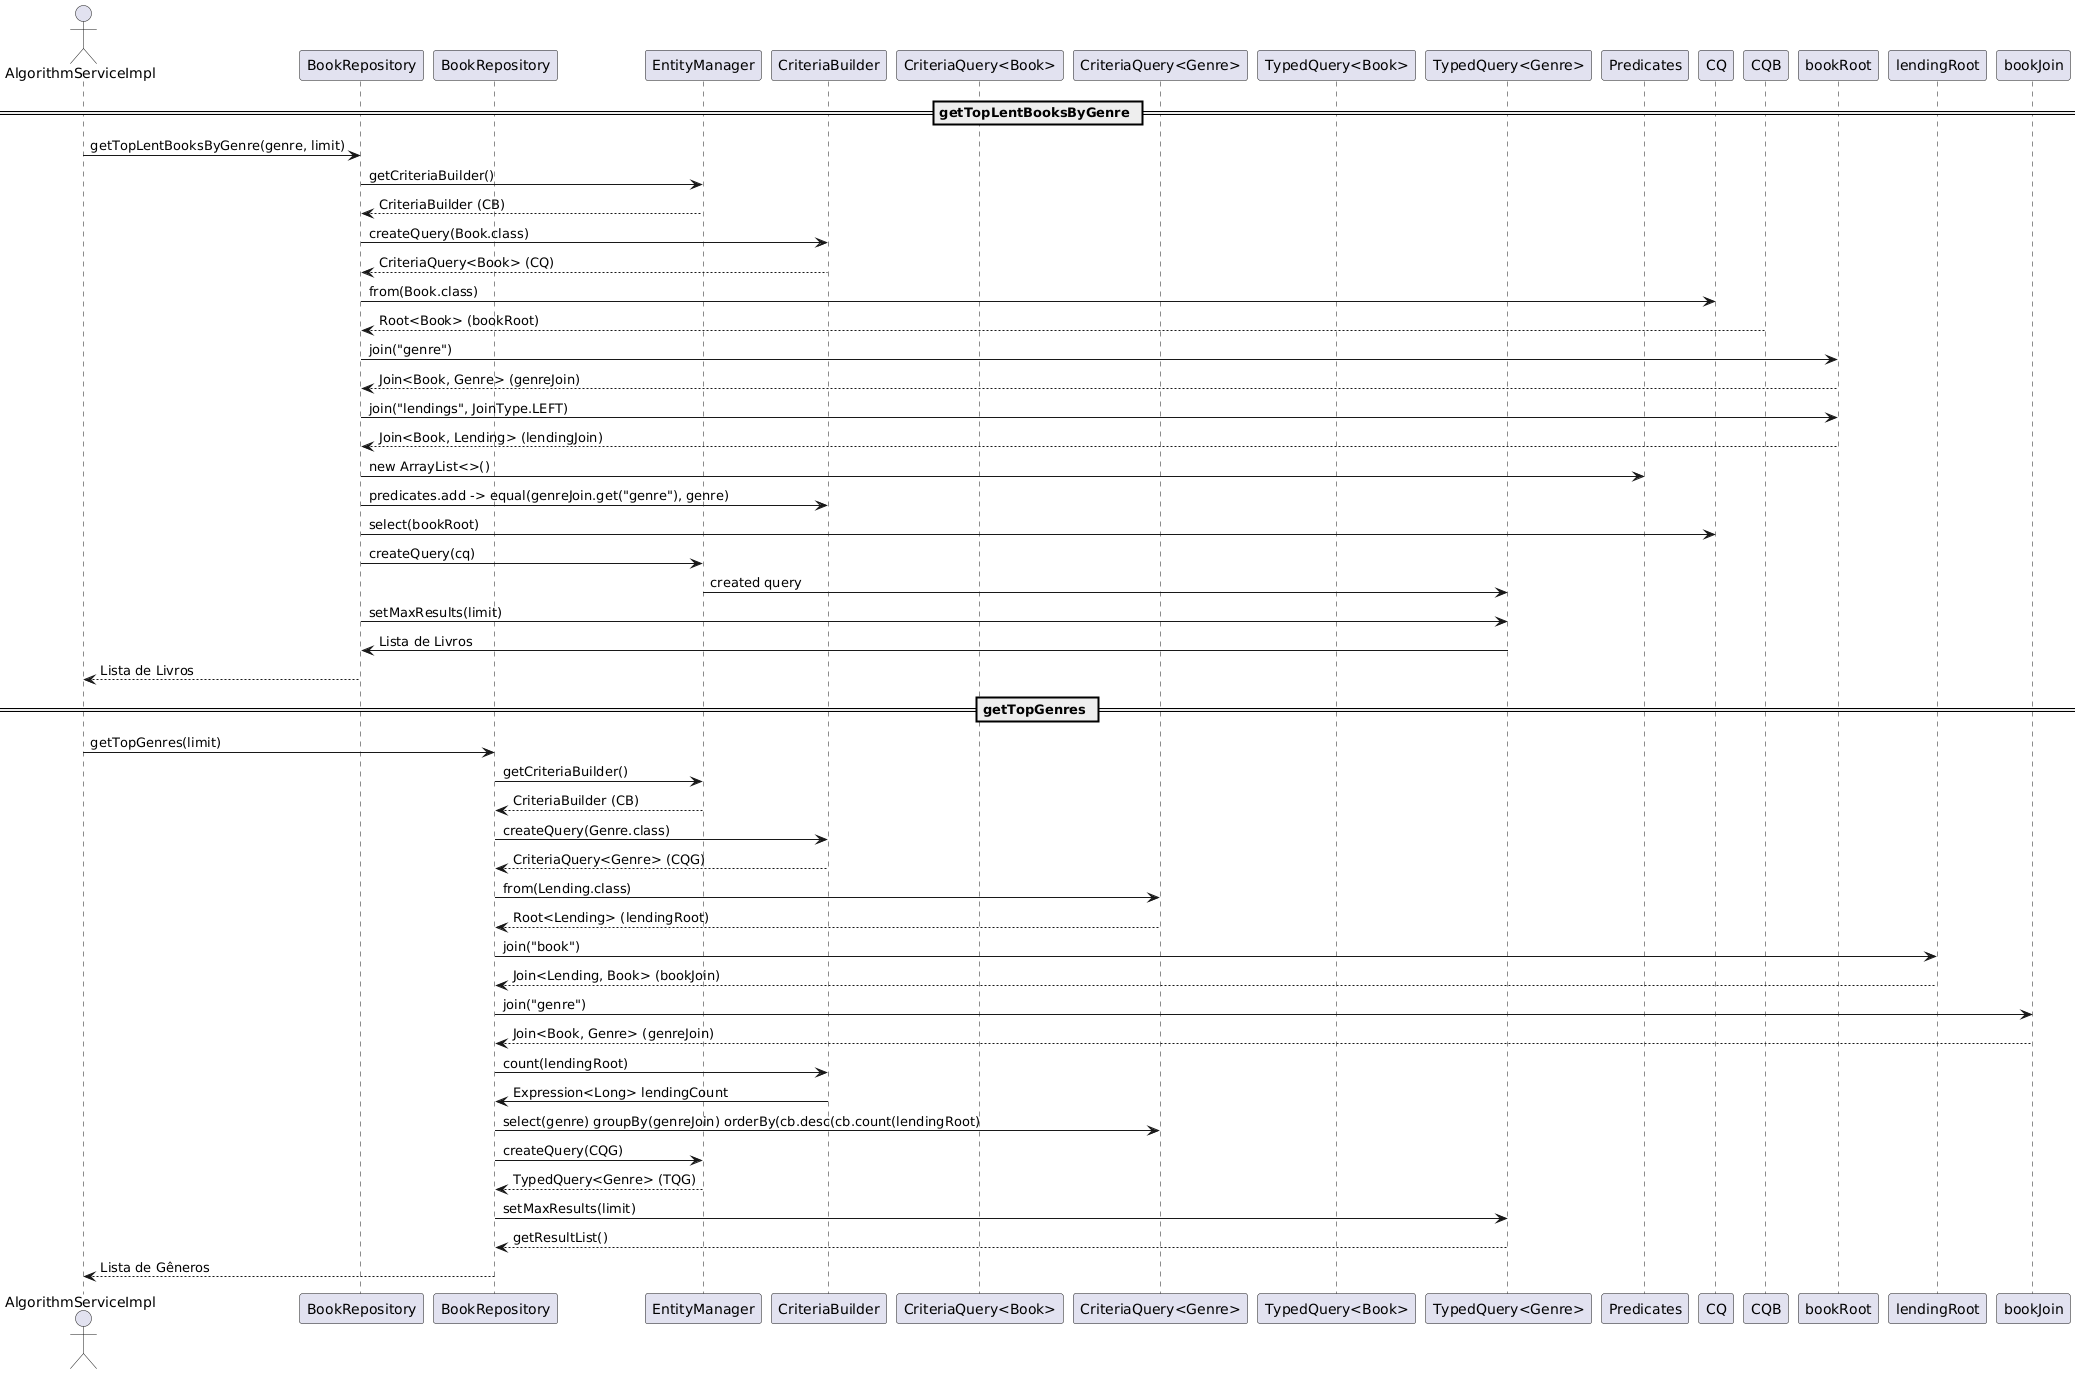 AlgorithmServiceImpl
BookRepository
BookRepository
EntityManager
CriteriaBuilder
CriteriaQuery<Book>
CriteriaQuery<Genre>
TypedQuery<Book>
TypedQuery<Genre>
Predicates
CQ
CQB
bookRoot
lendingRoot
bookJoin
getTopLentBooksByGenre
getTopLentBooksByGenre(genre, limit)
getCriteriaBuilder()
CriteriaBuilder (CB)
createQuery(Book.class)
CriteriaQuery<Book> (CQ)
from(Book.class)
Root<Book> (bookRoot)
join("genre")
Join<Book, Genre> (genreJoin)
join("lendings", JoinType.LEFT)
Join<Book, Lending> (lendingJoin)
new ArrayList<>()
predicates.add -> equal(genreJoin.get("genre"), genre)
select(bookRoot)
createQuery(cq)
created query
setMaxResults(limit)
Lista de Livros
Lista de Livros
getTopGenres
getTopGenres(limit)
getCriteriaBuilder()
CriteriaBuilder (CB)
createQuery(Genre.class)
CriteriaQuery<Genre> (CQG)
from(Lending.class)
Root<Lending> (lendingRoot)
join("book")
Join<Lending, Book> (bookJoin)
join("genre")
Join<Book, Genre> (genreJoin)
count(lendingRoot)
Expression<Long> lendingCount
select(genre) groupBy(genreJoin) orderBy(cb.desc(cb.count(lendingRoot)
createQuery(CQG)
TypedQuery<Genre> (TQG)
setMaxResults(limit)
getResultList()
Lista de Gêneros
AlgorithmServiceImpl
BookRepository
BookRepository
EntityManager
CriteriaBuilder
CriteriaQuery<Book>
CriteriaQuery<Genre>
TypedQuery<Book>
TypedQuery<Genre>
Predicates
CQ
CQB
bookRoot
lendingRoot
bookJoin